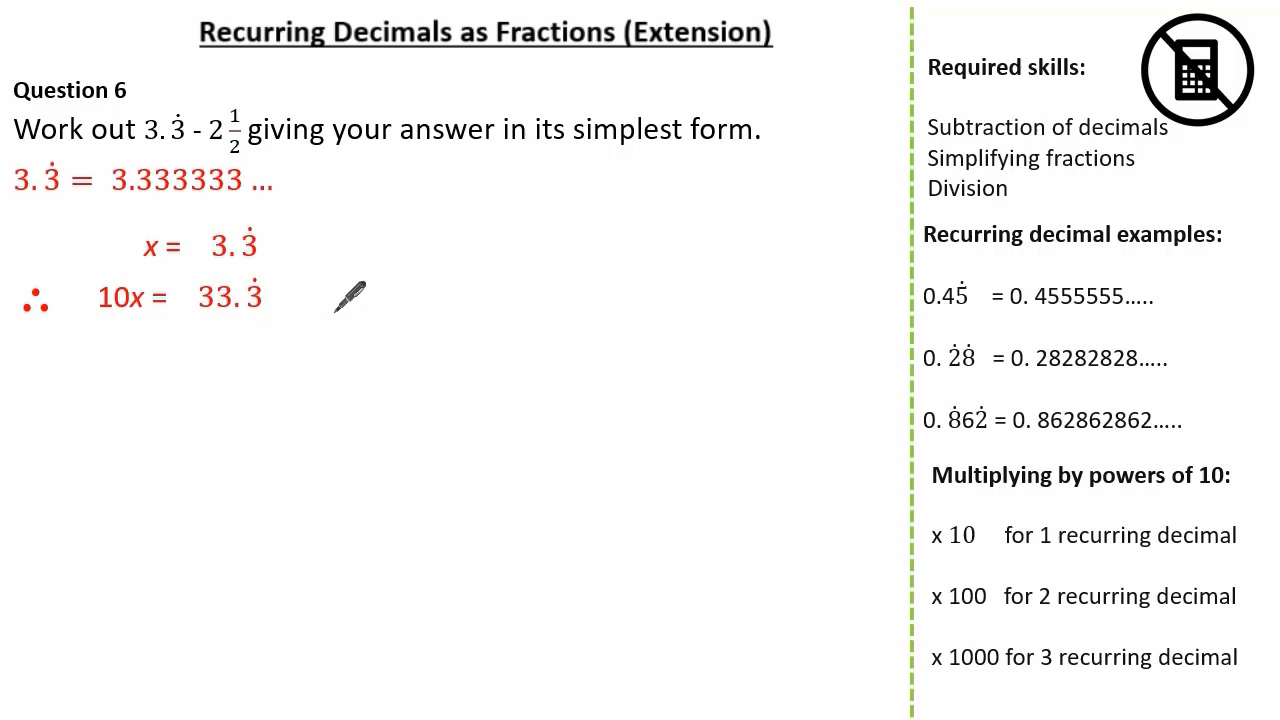 Recurring Decimals as Fractions (Extension)
Question 6
Work out 3.3̇ - 2 1/2 giving your answer in its simplest form.
3.3̇ = 3.333333 ...
x = 3.3̇
∴ 10x = 33.3̇
Required skills:
Subtraction of decimals
Simplifying fractions
Division
Recurring decimal examples:
0.45̇ = 0. 4555555.....
0. 2̇8̇ = 0. 28282828.....
0. 8̇62̇ = 0. 862862862.....
Multiplying by powers of 10:
x 10 for 1 recurring decimal
x 100 for 2 recurring decimal
x 1000 for 3 recurring decimal